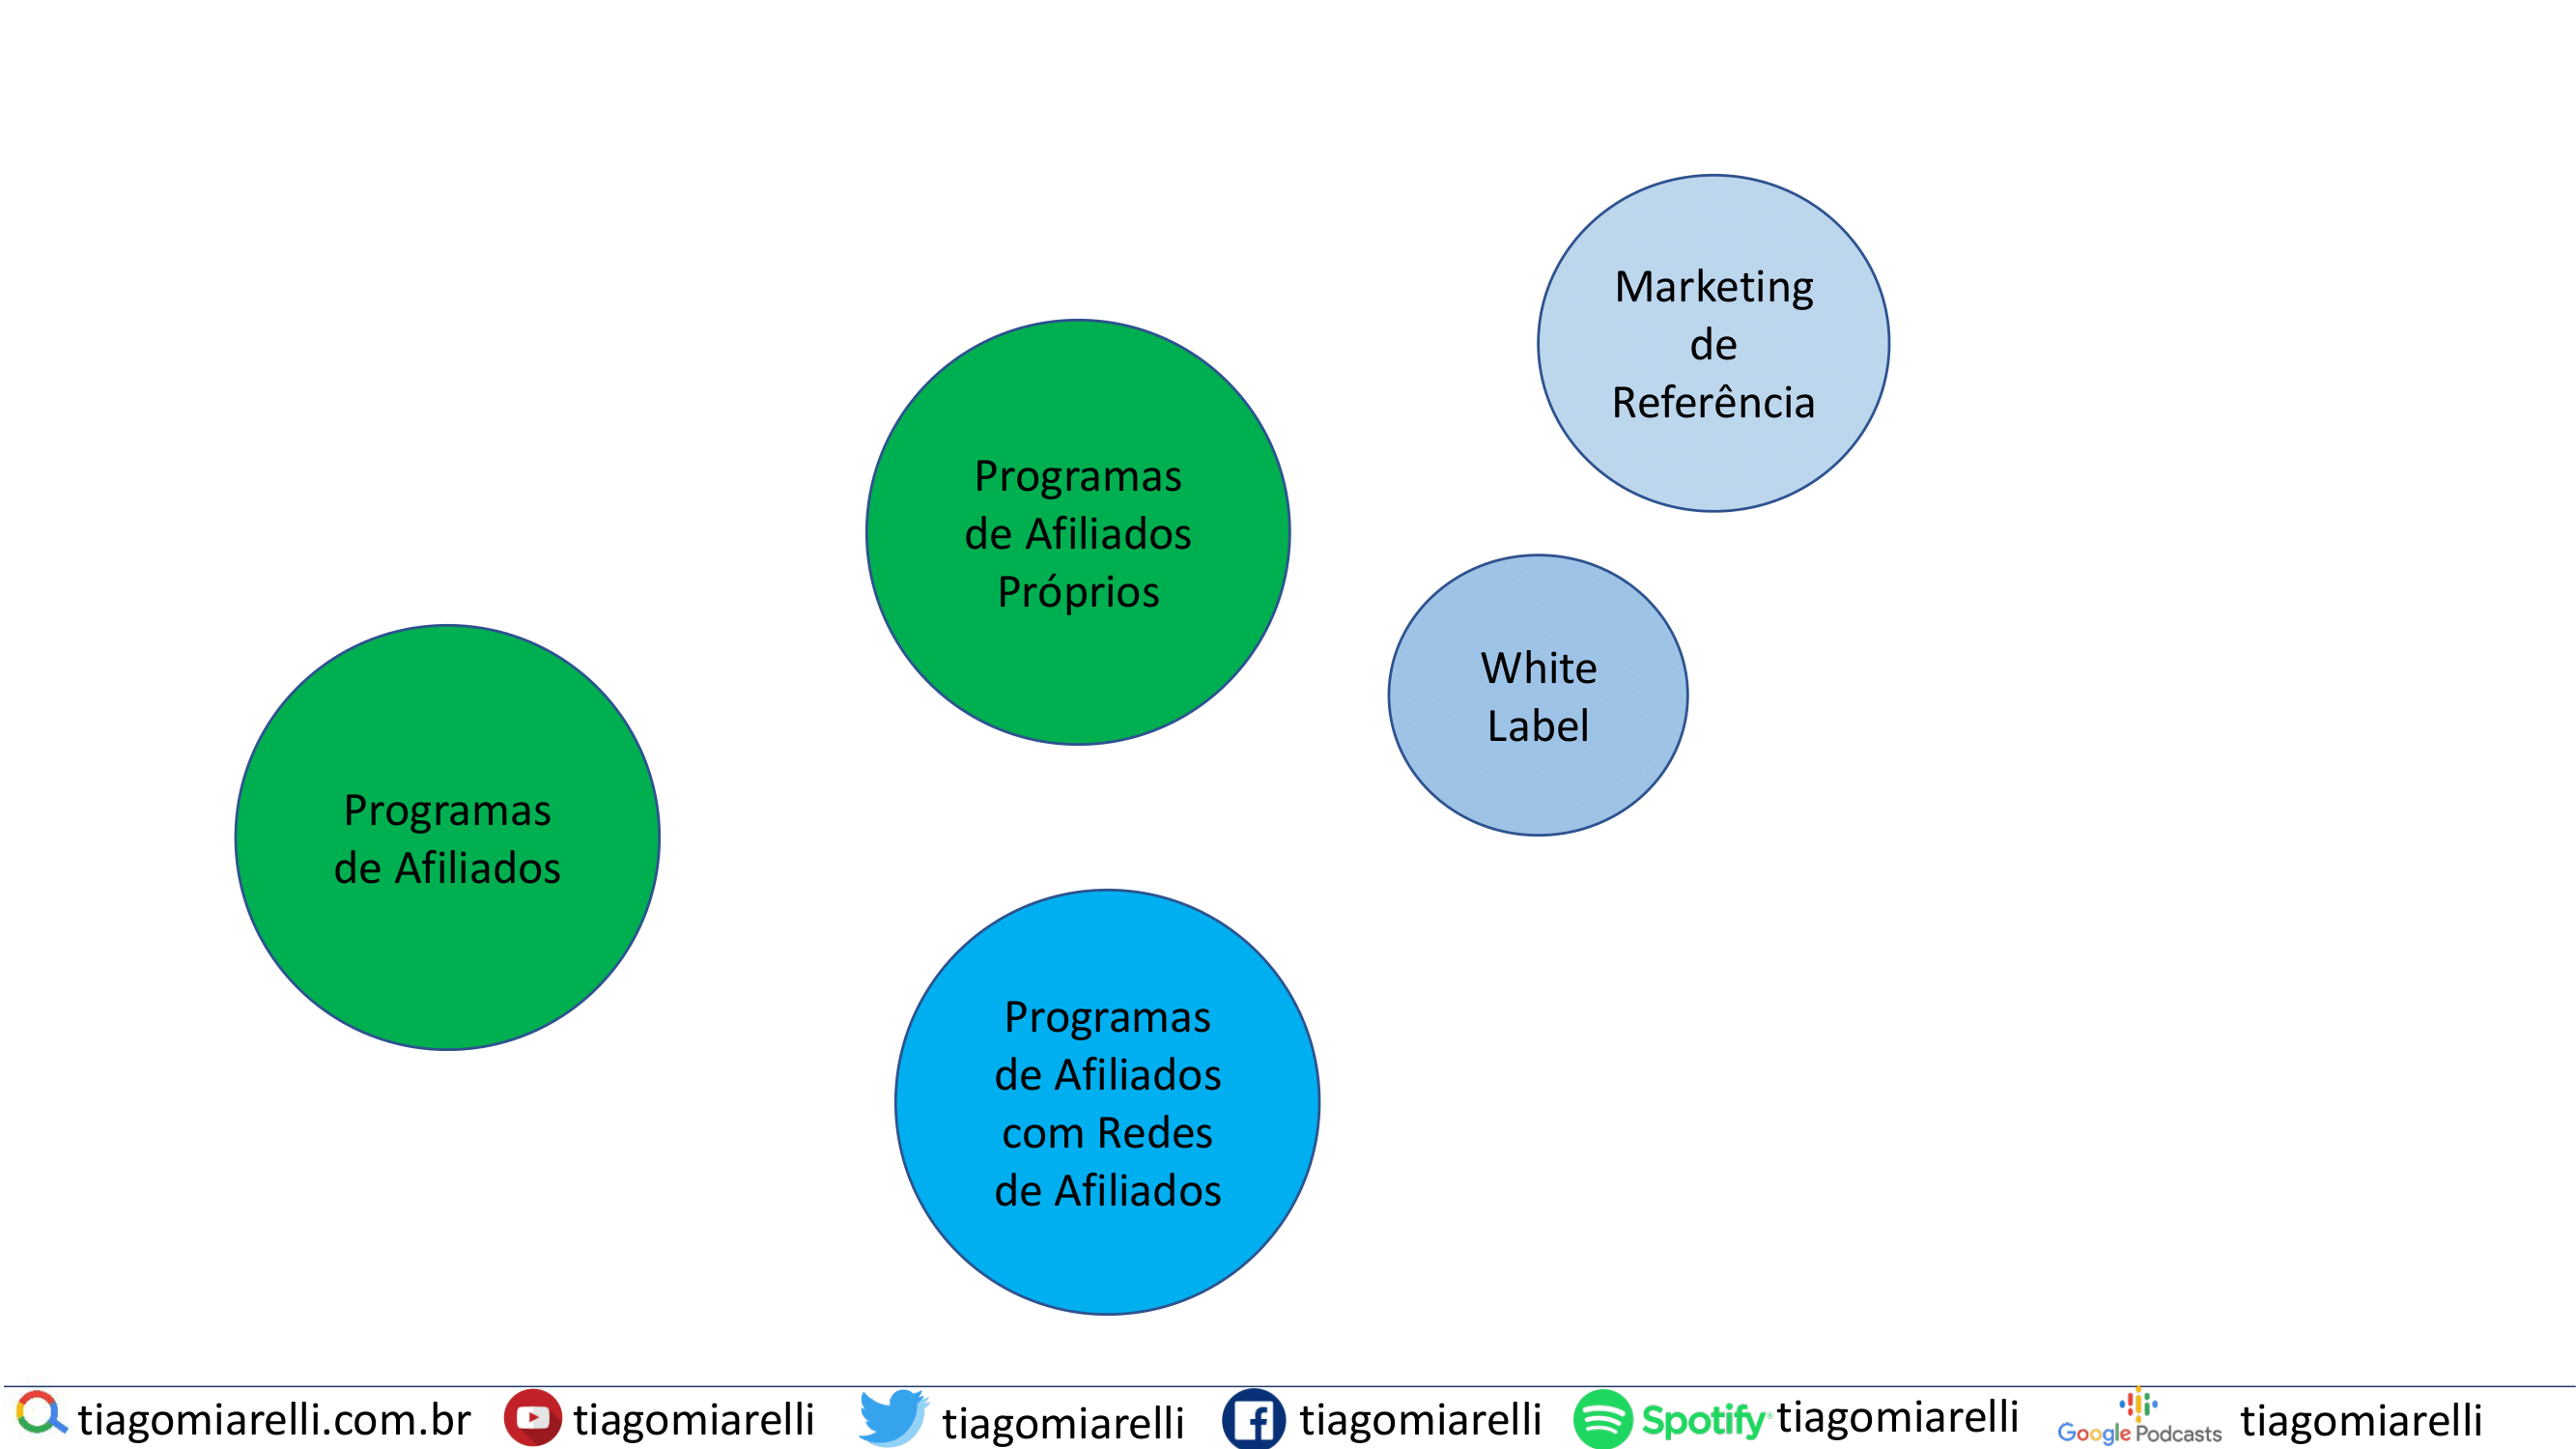 Marketing
de
Referência
Programas
de Afiliados
Próprios
White
Label
Programas
de Afiliados
Programas
de Afiliados
com Redes
de Afiliados
tiagomiarelli.com.br
tiagomiarelli
tiagomiarelli
tiagomiarelli
Spotify tiagomiarelli
Google Podcasts tiagomiarelli